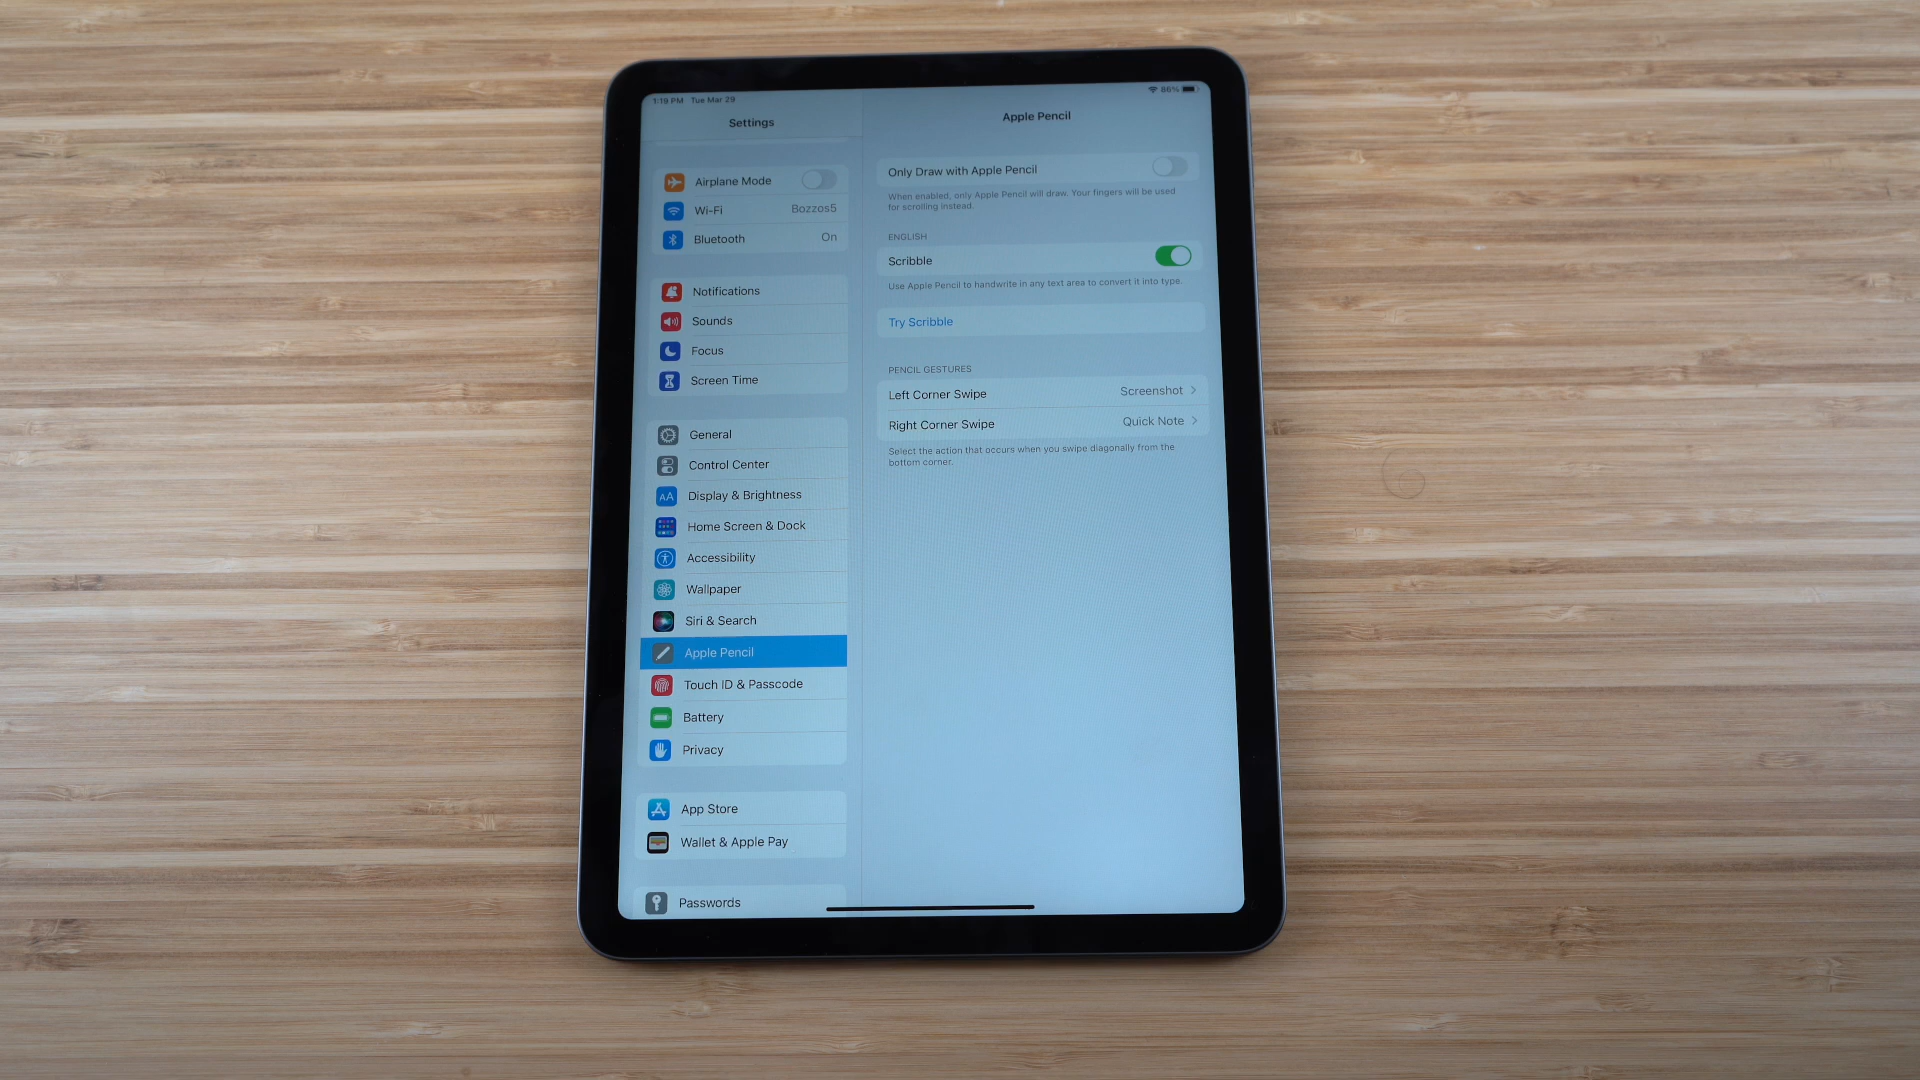 1:19 PM Tue Mar 29
86%
Settings
Airplane Mode
Wi-Fi Bozzos5
Bluetooth On
Notifications
Sounds
Focus
Screen Time
General
Control Center
Display & Brightness
Home Screen & Dock
Accessibility
Wallpaper
Siri & Search
Apple Pencil
Touch ID & Passcode
Battery
Privacy
App Store
Wallet & Apple Pay
Passwords
Apple Pencil
Only Draw with Apple Pencil
When enabled, only Apple Pencil will draw. Your fingers will be used
for scrolling instead.
ENGLISH
Scribble
Use Apple Pencil to handwrite in any text area to convert it into type.
Try Scribble
PENCIL GESTURES
Left Corner Swipe Screenshot
Right Corner Swipe Quick Note
Select the action that occurs when you swipe diagonally from the
bottom corner.